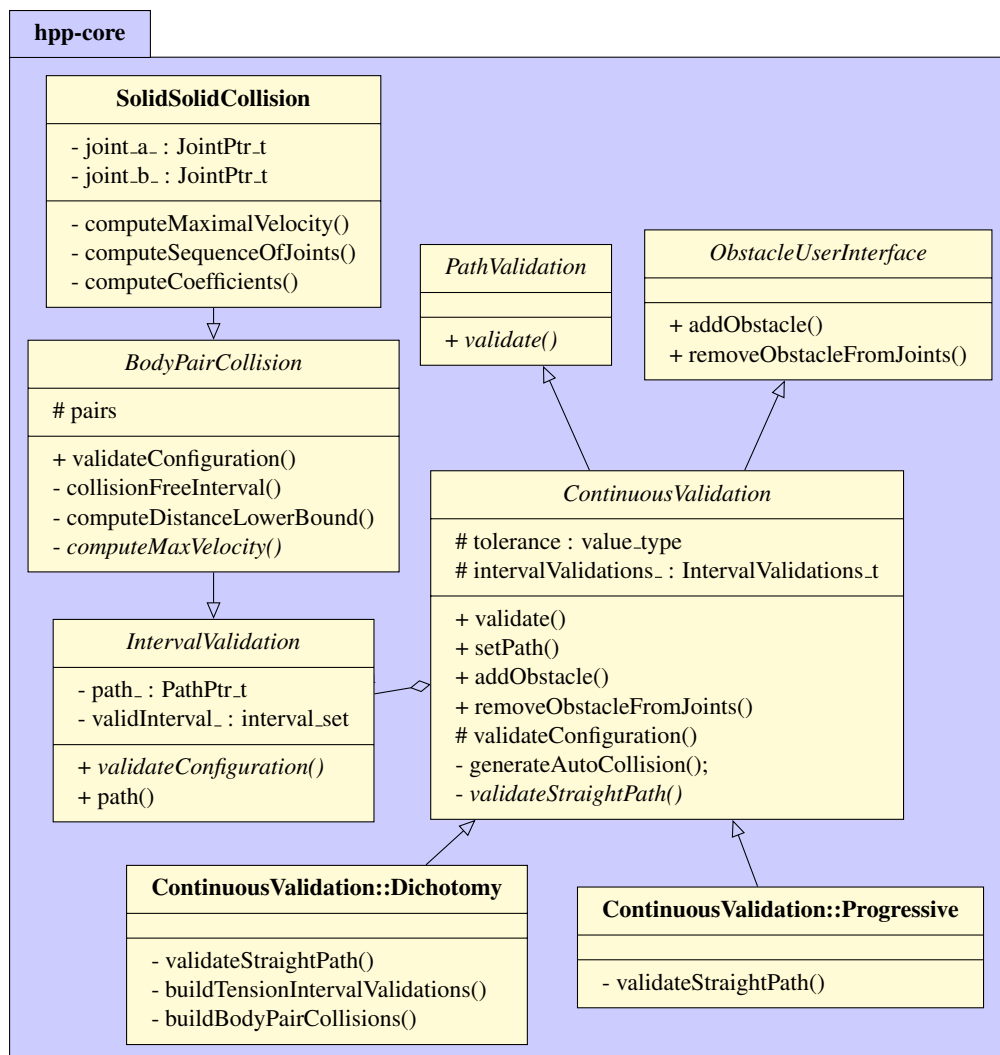 hpp-core
SolidSolidCollision
- joint_a_ : JointPtr_t
- joint_b_ : JointPtr_t
- computeMaximalVelocity()
- computeSequenceOfJoints()
- computeCoefficients()
PathValidation
+ validate()
ObstacleUserInterface
+ addObstacle()
+ removeObstacleFromJoints()
BodyPairCollision
# pairs
+ validateConfiguration()
- collisionFreeInterval()
- computeDistanceLowerBound()
- computeMaxVelocity()
ContinuousValidation
# tolerance : value_type
# intervalValidations_ : IntervalValidations_t
+ validate()
+ setPath()
+ addObstacle()
+ removeObstacleFromJoints()
# validateConfiguration()
- generateAutoCollision();
- validateStraightPath()
IntervalValidation
- path_ : PathPtr_t
- validInterval_ : interval_set
+ validateConfiguration()
+ path()
ContinuousValidation::Dichotomy
- validateStraightPath()
- buildTensionIntervalValidations()
- buildBodyPairCollisions()
ContinuousValidation::Progressive
- validateStraightPath()